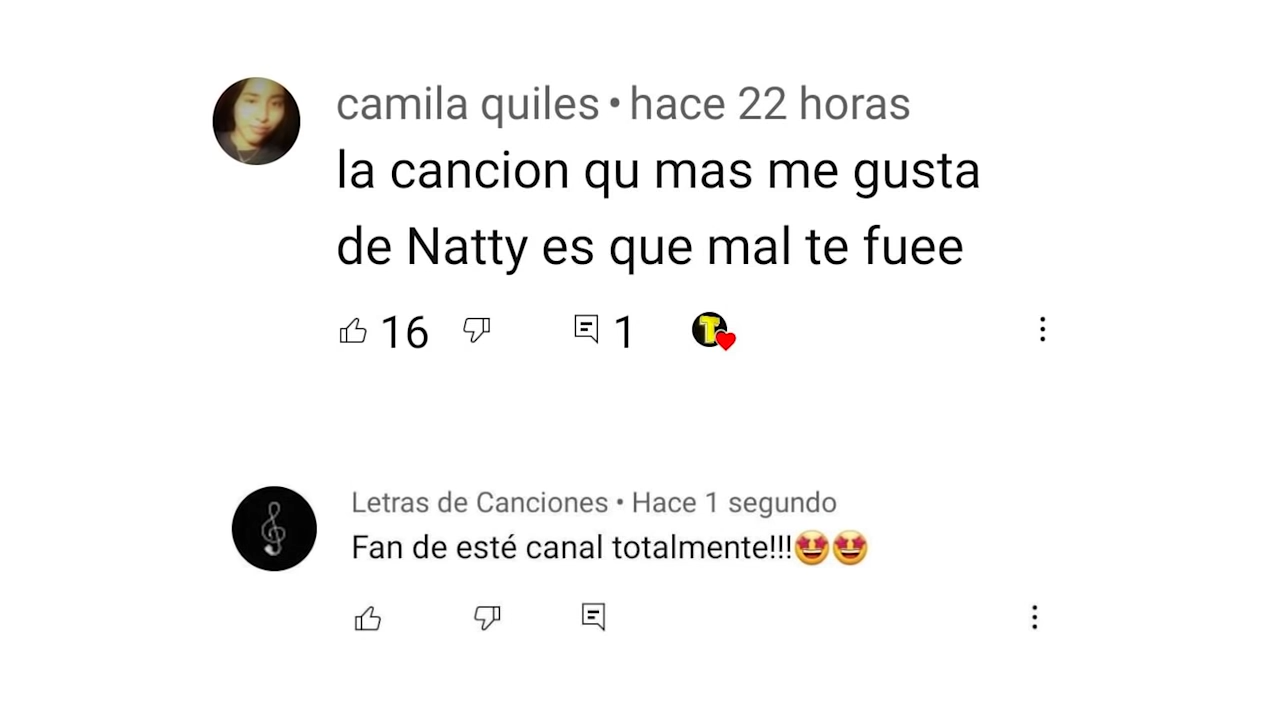 camila quiles • hace 22 horas
la cancion qu mas me gusta
de Natty es que mal te fuee
16 1 T
Letras de Canciones • Hace 1 segundo
Fan de esté canal totalmente!!!🤩🤩